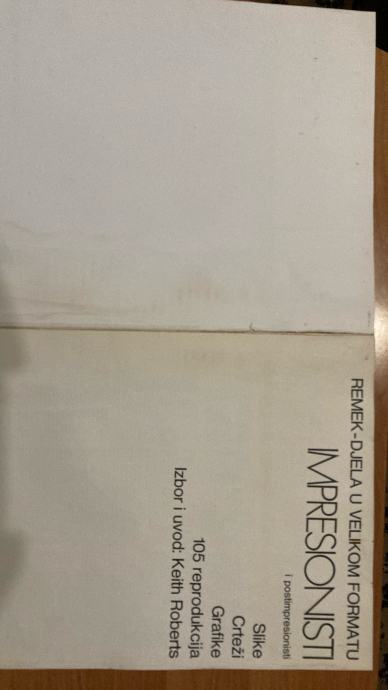 REMEK-DJELA U VELIKOM FORMATU
IMPRESIONISTI
i postimpresionisti
Slike
Crteži
Grafike
105 reprodukcija
Izbor i uvod: Keith Roberts